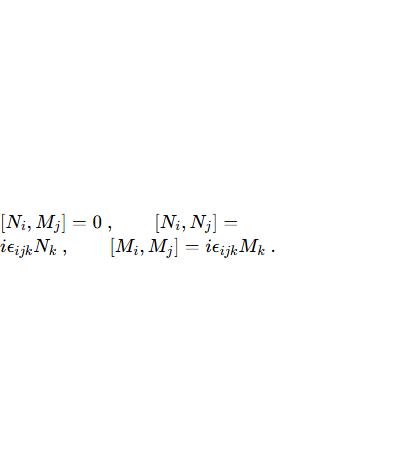 [N_i, M_j] = 0 , [N_i, N_j] =
iϵ_{ijk}N_k , [M_i, M_j] = iϵ_{ijk}M_k .